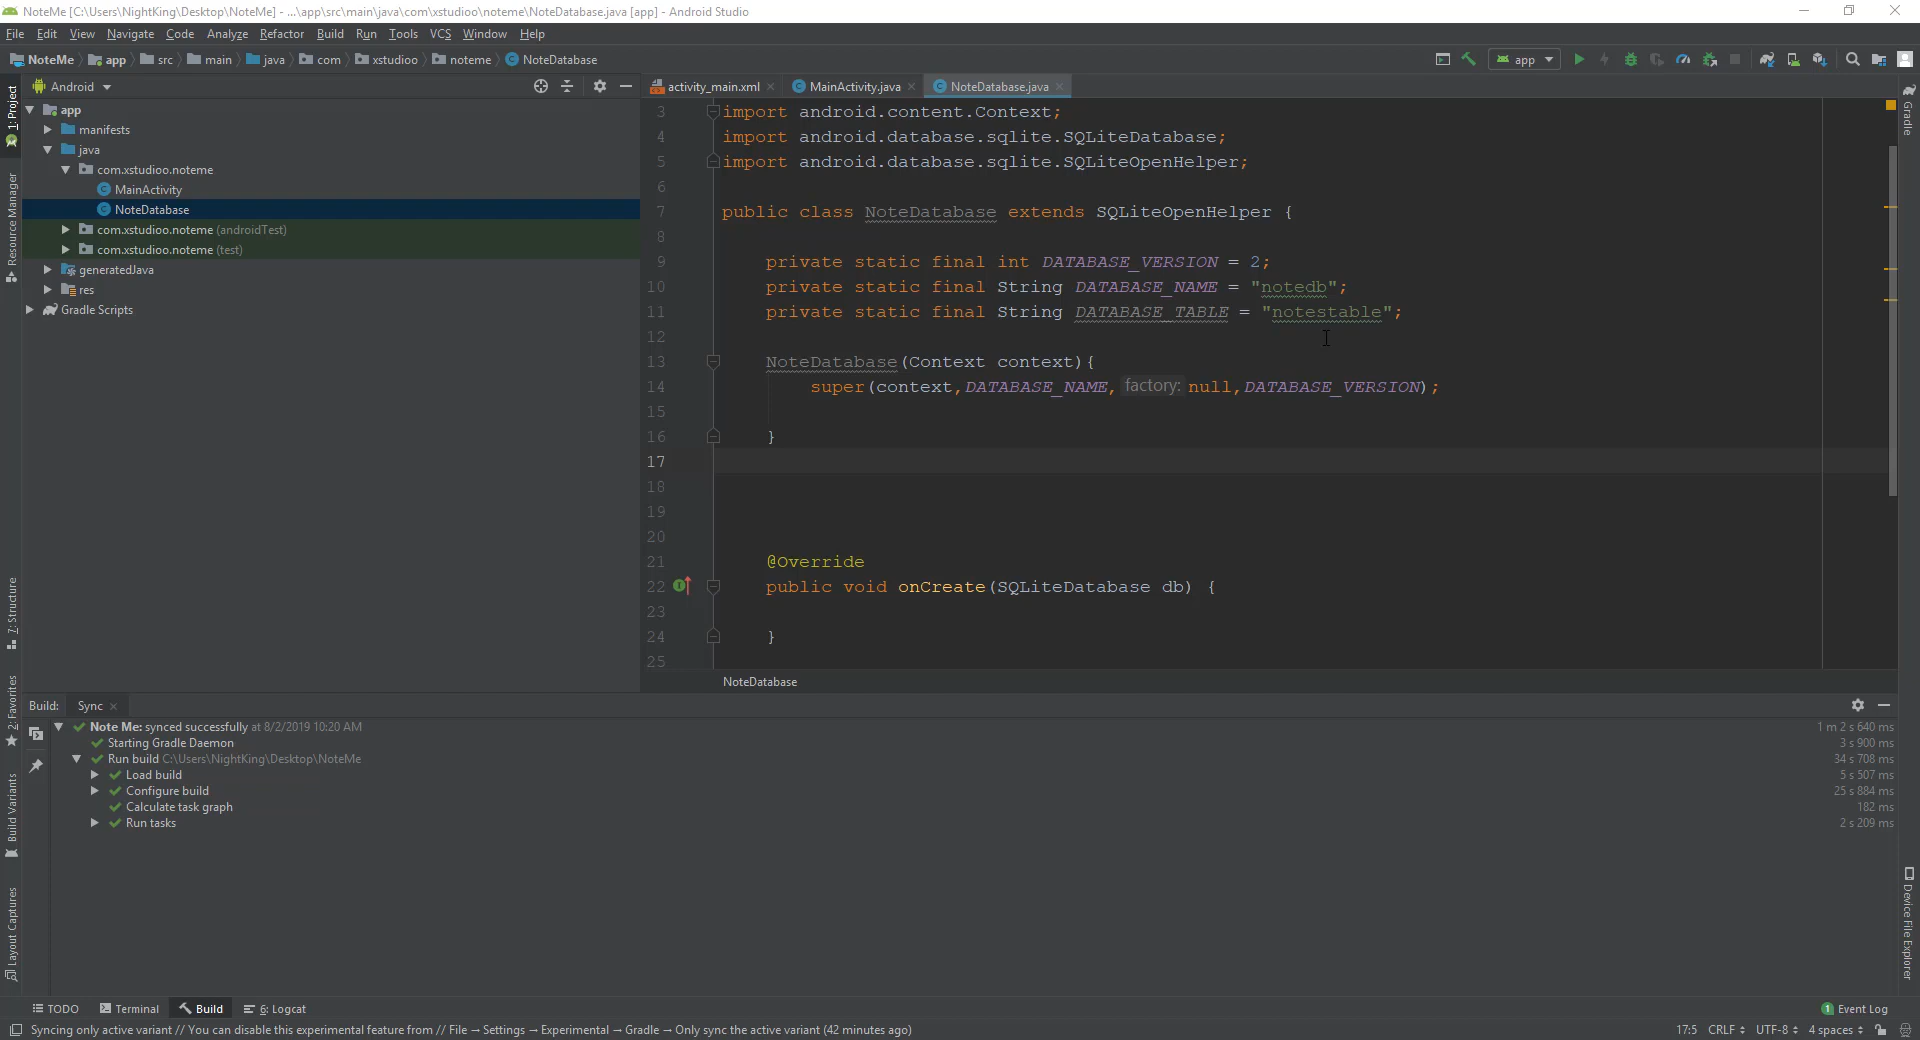 NoteMe [C:\Users\NightKing\Desktop\NoteMe] - ...\app\src\main\java\com\xstudioo\noteme\NoteDatabase.java [app] - Android Studio
File Edit View Navigate Code Analyze Refactor Build Run Tools VCS Window Help
NoteMe app src main java com xstudioo noteme NoteDatabase
app
Android
activity_main.xml MainActivity.java NoteDatabase.java
1: Project
Resource Manager
7: Structure
2: Favorites
Build Variants
Layout Captures
app
manifests
java
com.xstudioo.noteme
MainActivity
NoteDatabase
com.xstudioo.noteme (androidTest)
com.xstudioo.noteme (test)
generatedJava
res
Gradle Scripts
3 import android.content.Context;
4 import android.database.sqlite.SQLiteDatabase;
5 import android.database.sqlite.SQLiteOpenHelper;
6
7 public class NoteDatabase extends SQLiteOpenHelper {
8
9 private static final int DATABASE_VERSION = 2;
10 private static final String DATABASE_NAME = "notedb";
11 private static final String DATABASE_TABLE = "notestable";
12
13 NoteDatabase(Context context){
14 super(context,DATABASE_NAME, factory: null,DATABASE_VERSION);
15
16 }
17
18
19
20
21 @Override
22 public void onCreate(SQLiteDatabase db) {
23
24 }
25
NoteDatabase
Gradle
Device File Explorer
Build: Sync
Note Me: synced successfully at 8/2/2019 10:20 AM 1 m 2 s 640 ms
Starting Gradle Daemon 3 s 900 ms
Run build C:\Users\NightKing\Desktop\NoteMe 34 s 708 ms
Load build 5 s 507 ms
Configure build 25 s 884 ms
Calculate task graph 182 ms
Run tasks 2 s 209 ms
TODO Terminal Build 6: Logcat 1 Event Log
Syncing only active variant // You can disable this experimental feature from // File → Settings → Experimental → Gradle → Only sync the active variant (42 minutes ago) 17:5 CRLF UTF-8 4 spaces